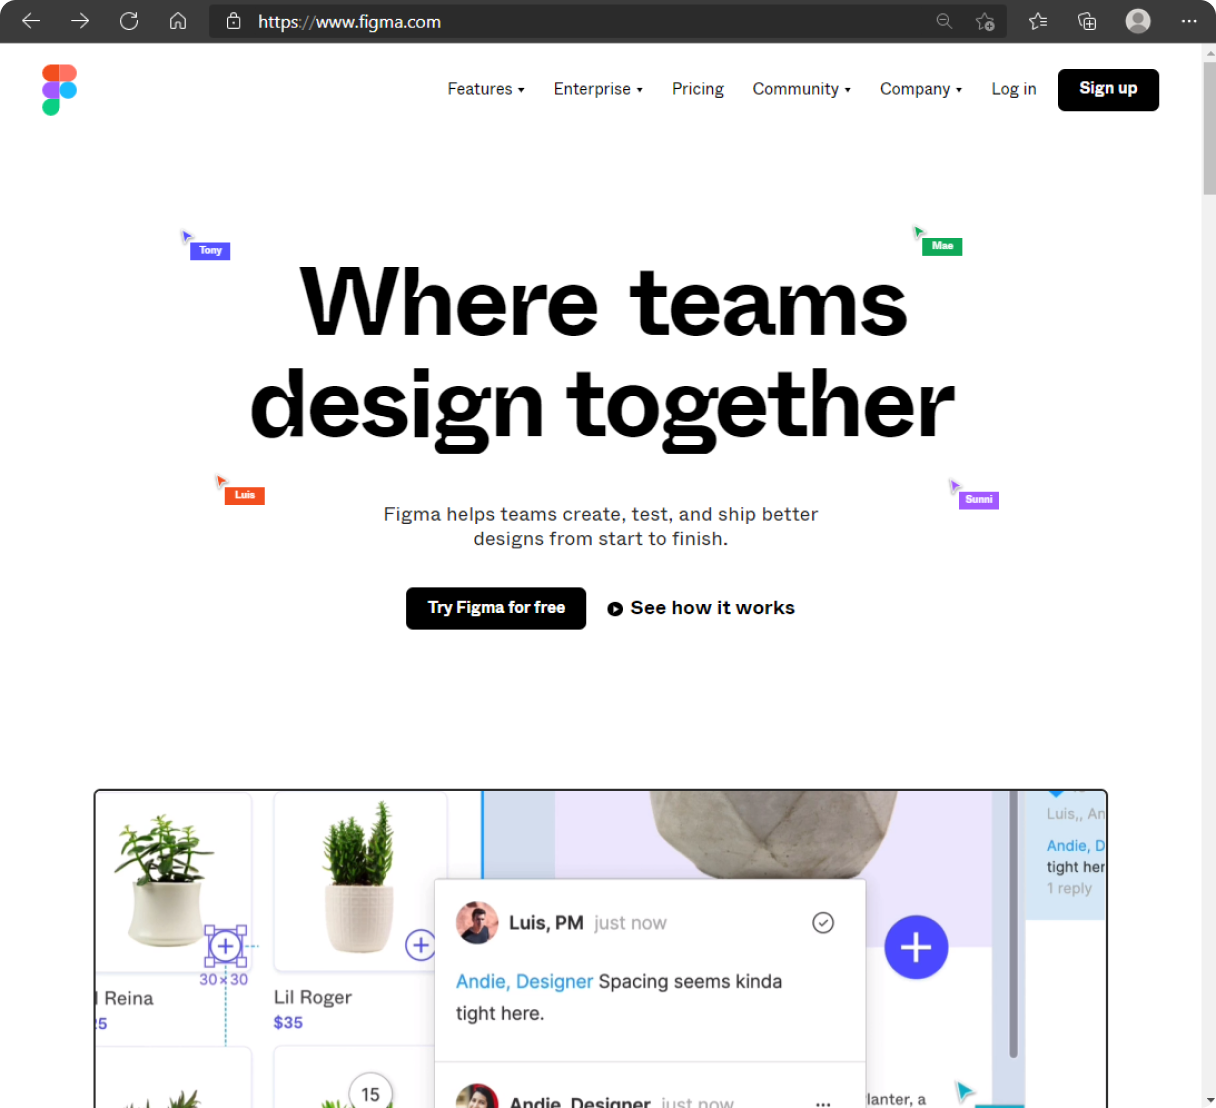 https://www.figma.com
Features Enterprise Pricing Community Company Log in Sign up
Tony
Mae
Where teams
design together
Luis
Sunni
Figma helps teams create, test, and ship better
designs from start to finish.
Try Figma for free See how it works
Luis,, An
Andie, D
tight her
1 reply
Luis, PM just now
Andie, Designer Spacing seems kinda
tight here.
30×30
l Reina
Lil Roger
$5
$35
15
Andie, Designer just now
lanter, a